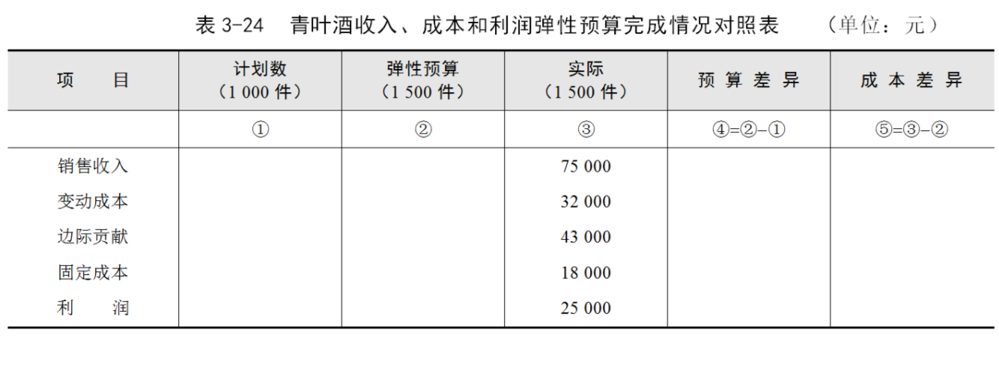 表 3-24 青叶酒收入、成本和利润弹性预算完成情况对照表 （单位：元）
项 目 计划数（1 000 件） 弹性预算（1 500 件） 实际（1 500 件） 预算差异 成本差异
① ② ③ ④=②-① ⑤=③-②
销售收入 75 000
变动成本 32 000
边际贡献 43 000
固定成本 18 000
利 润 25 000